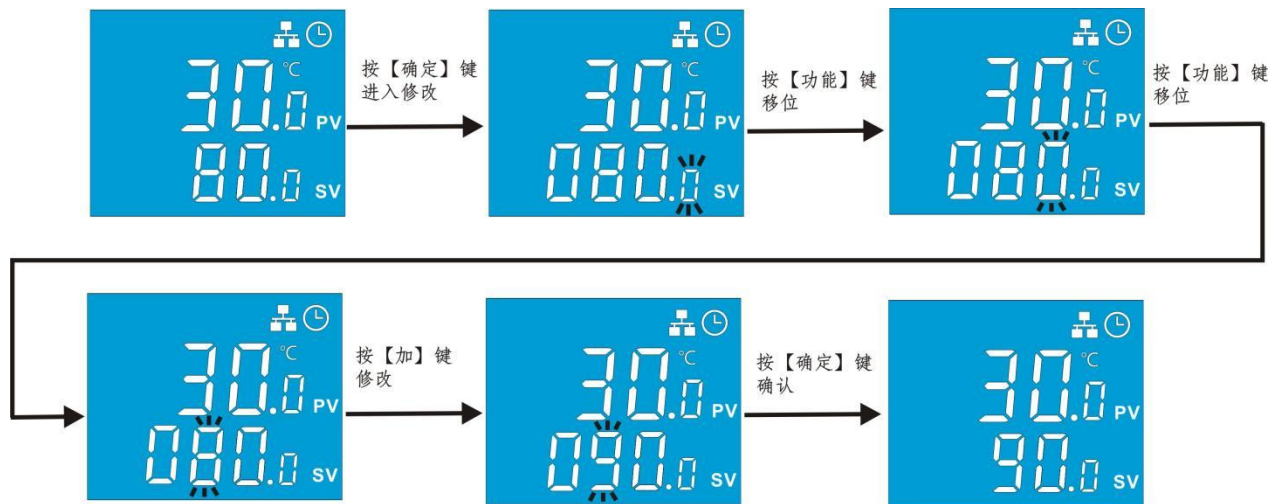 30.0 ℃ PV
80.0 SV
按【确定】键
进入修改
30.0 ℃ PV
080.0 SV
按【功能】键
移位
30.0 ℃ PV
080.0 SV
按【功能】键
移位
30.0 ℃ PV
080.0 SV
按【加】键
修改
30.0 ℃ PV
090.0 SV
按【确定】键
确认
30.0 ℃ PV
90.0 SV